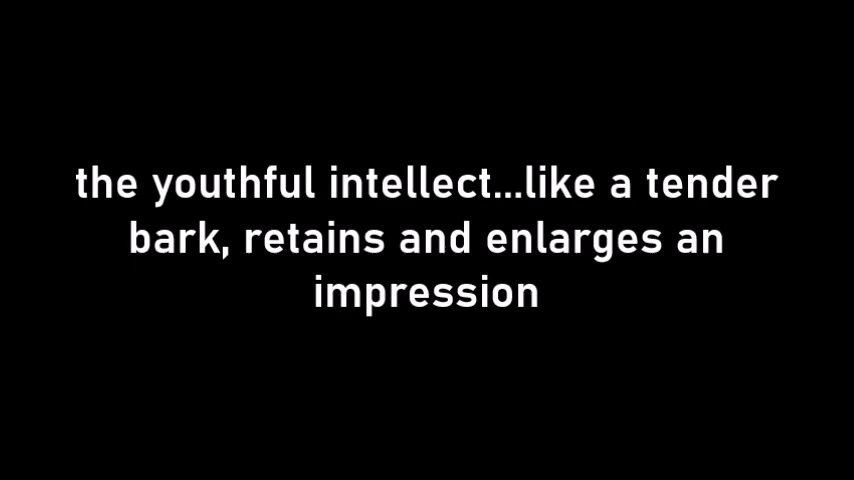 the youthful intellect...like a tender
bark, retains and enlarges an
impression